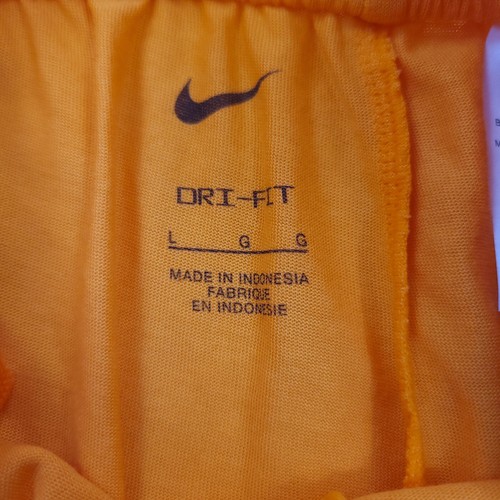 DRI-FIT
L G G
MADE IN INDONESIA
FABRIQUE
EN INDONESIE
B
M